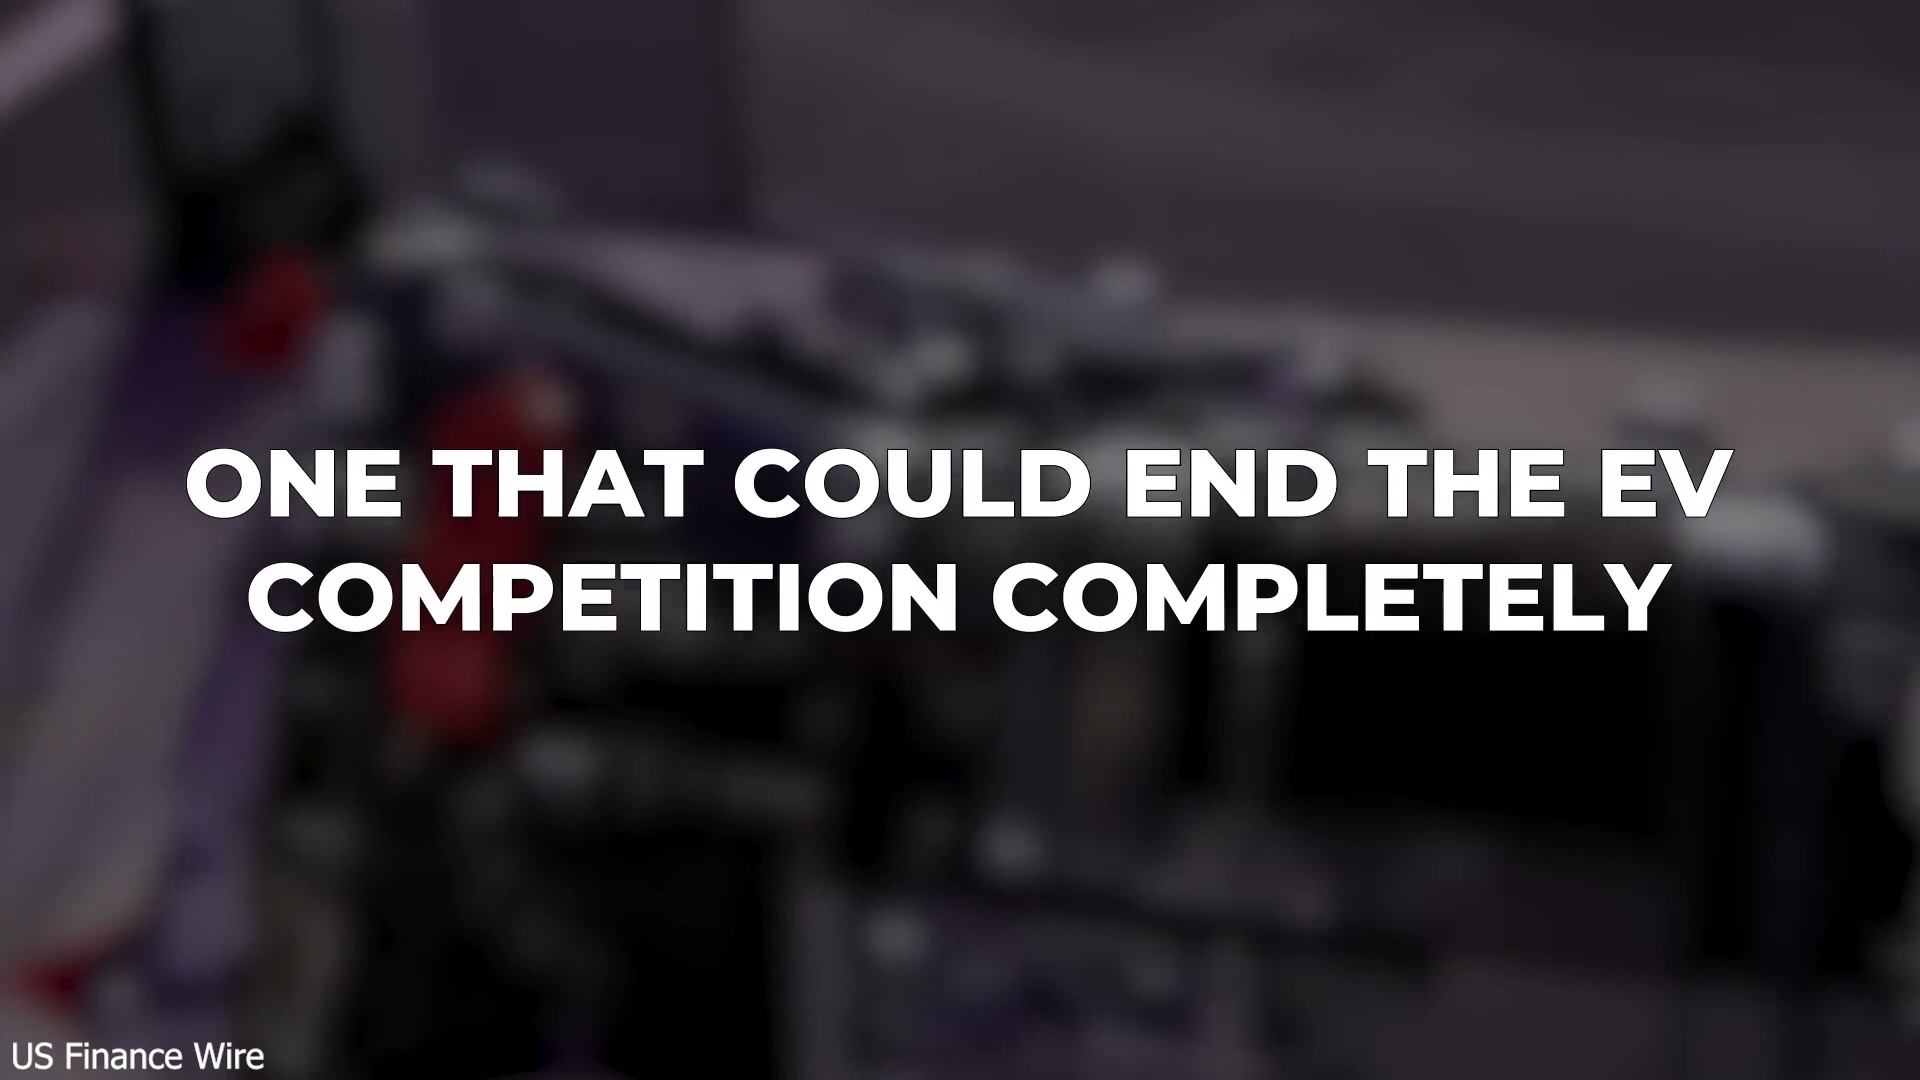 ONE THAT COULD END THE EV
COMPETITION COMPLETELY
US Finance Wire